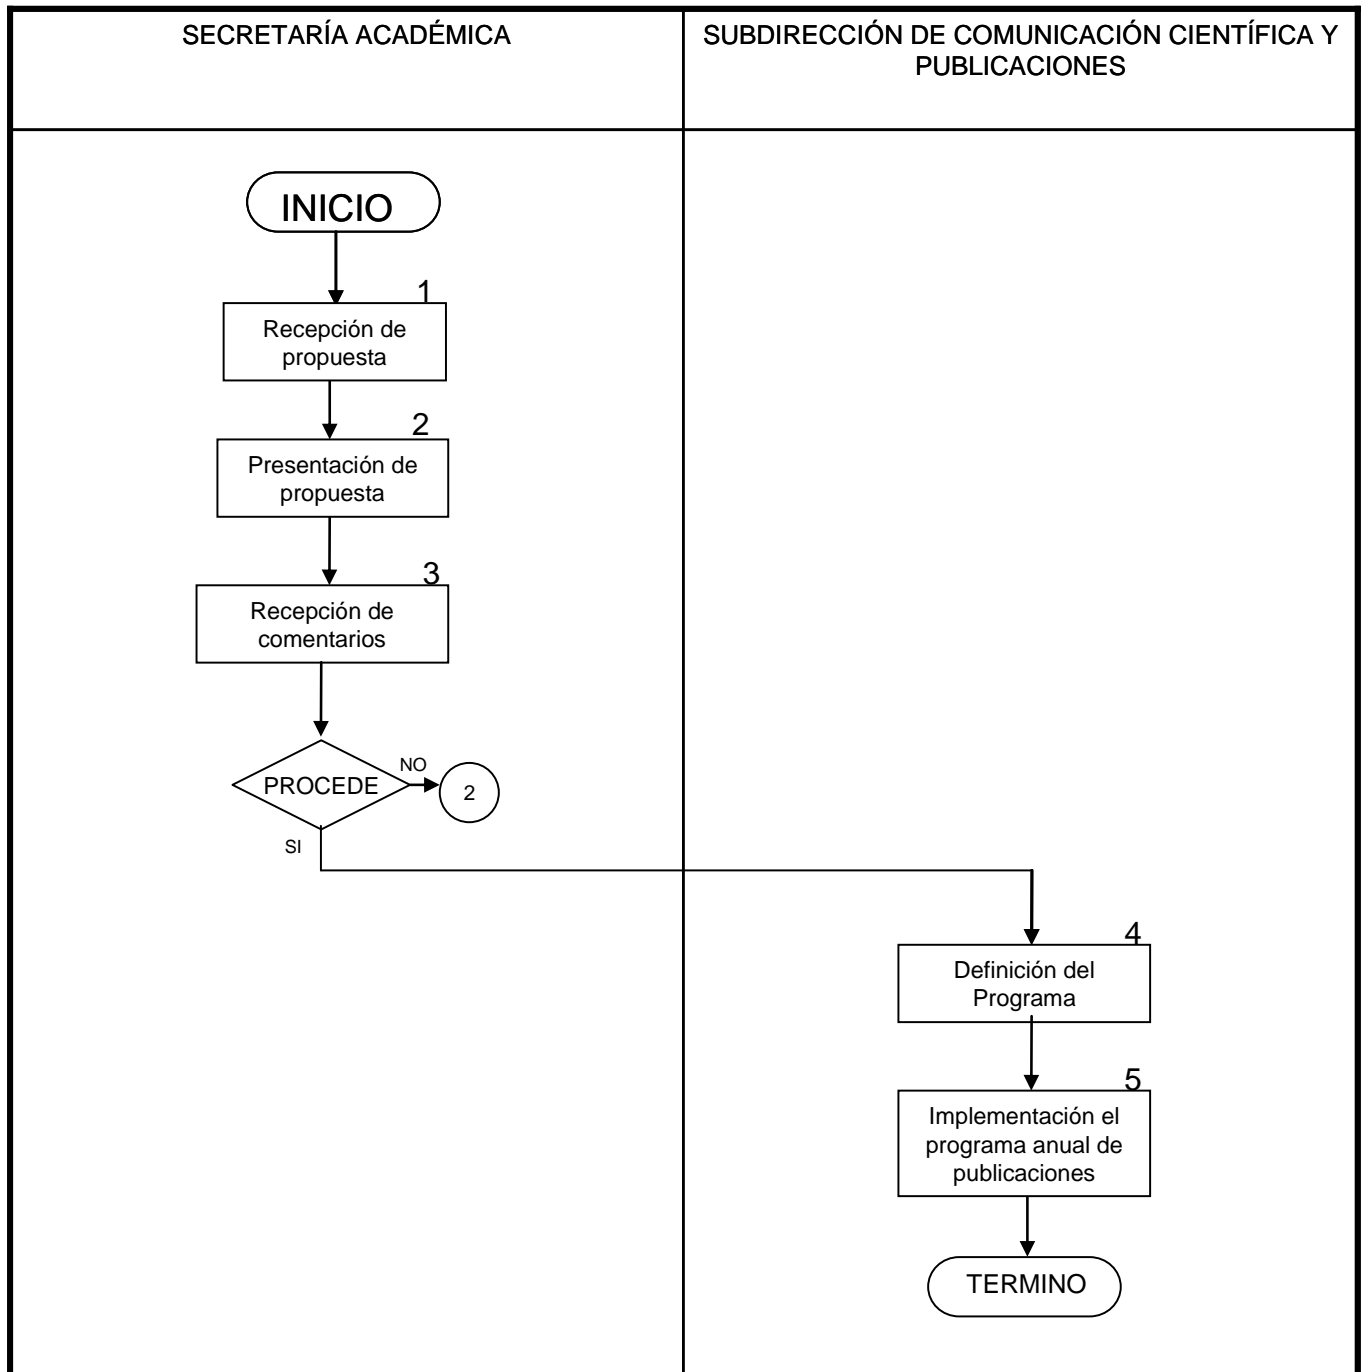 SECRETARÍA ACADÉMICA
SUBDIRECCIÓN DE COMUNICACIÓN CIENTÍFICA Y
PUBLICACIONES
INICIO
1
Recepción de
propuesta
2
Presentación de
propuesta
3
Recepción de
comentarios
PROCEDE
NO
2
SI
4
Definición del
Programa
5
Implementación el
programa anual de
publicaciones
TERMINO